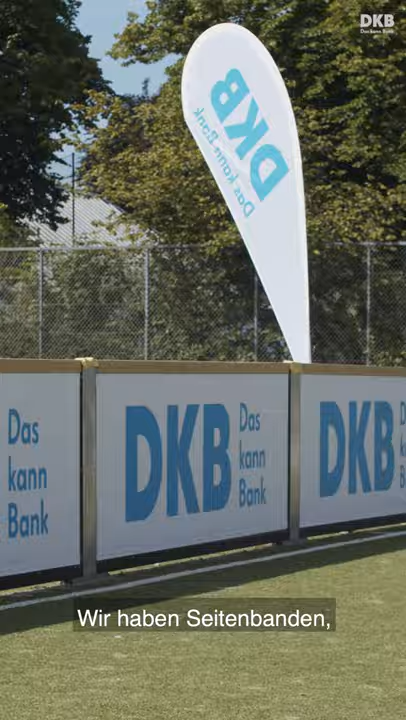 DKB
Das kann Bank
DKB
Das kann Bank
Das
kann
Bank
DKB
Das
kann
Bank
DKB
Wir haben Seitenbanden,